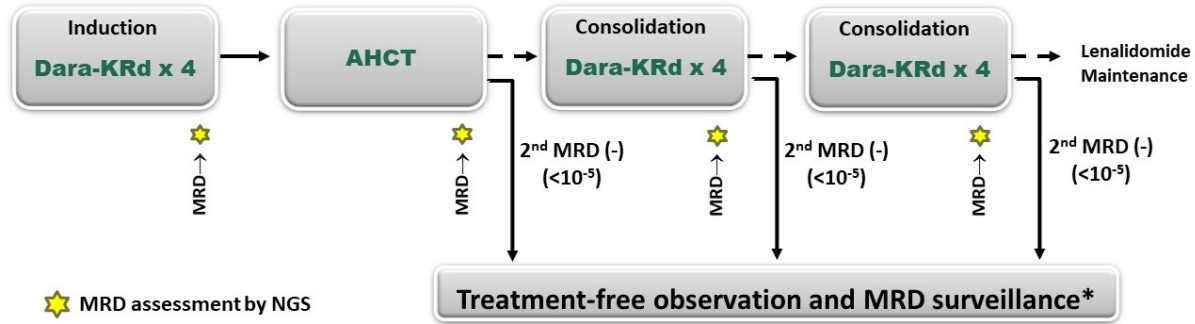 Induction
Dara-KRd x 4
AHCT
Consolidation
Dara-KRd x 4
Consolidation
Dara-KRd x 4
Lenalidomide
Maintenance
MRD→
MRD→
2nd MRD (-)
(<10-5)
MRD→
2nd MRD (-)
(<10-5)
MRD→
2nd MRD (-)
(<10-5)
MRD assessment by NGS
Treatment-free observation and MRD surveillance*